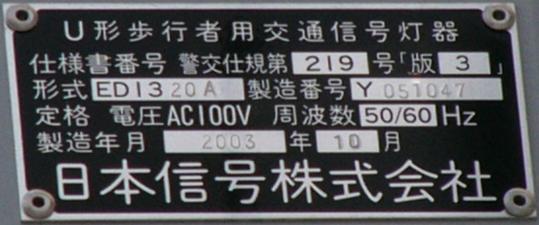 U形歩行者用交通信号灯器
仕様書番号 警交仕規第 219 号「版 3 」
形式 ED1320A 製造番号 Y 051047
定格 電圧AC100V 周波数 50/60 Hz
製造年月 2003 年 10 月
日本信号株式会社